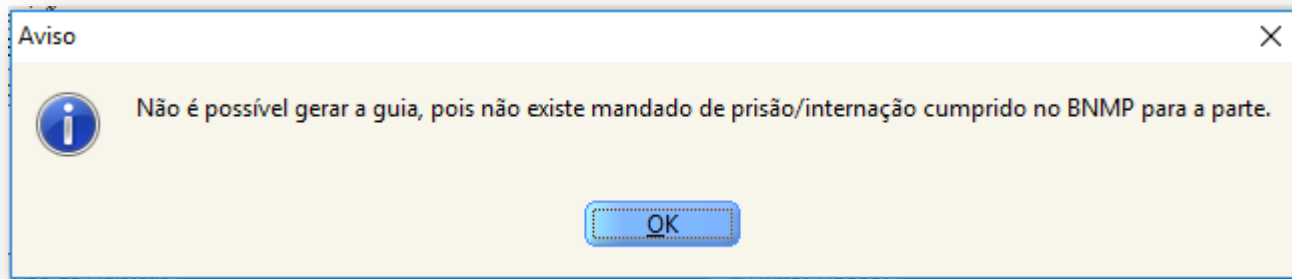 Aviso
Não é possível gerar a guia, pois não existe mandado de prisão/internação cumprido no BNMP para a parte.
OK